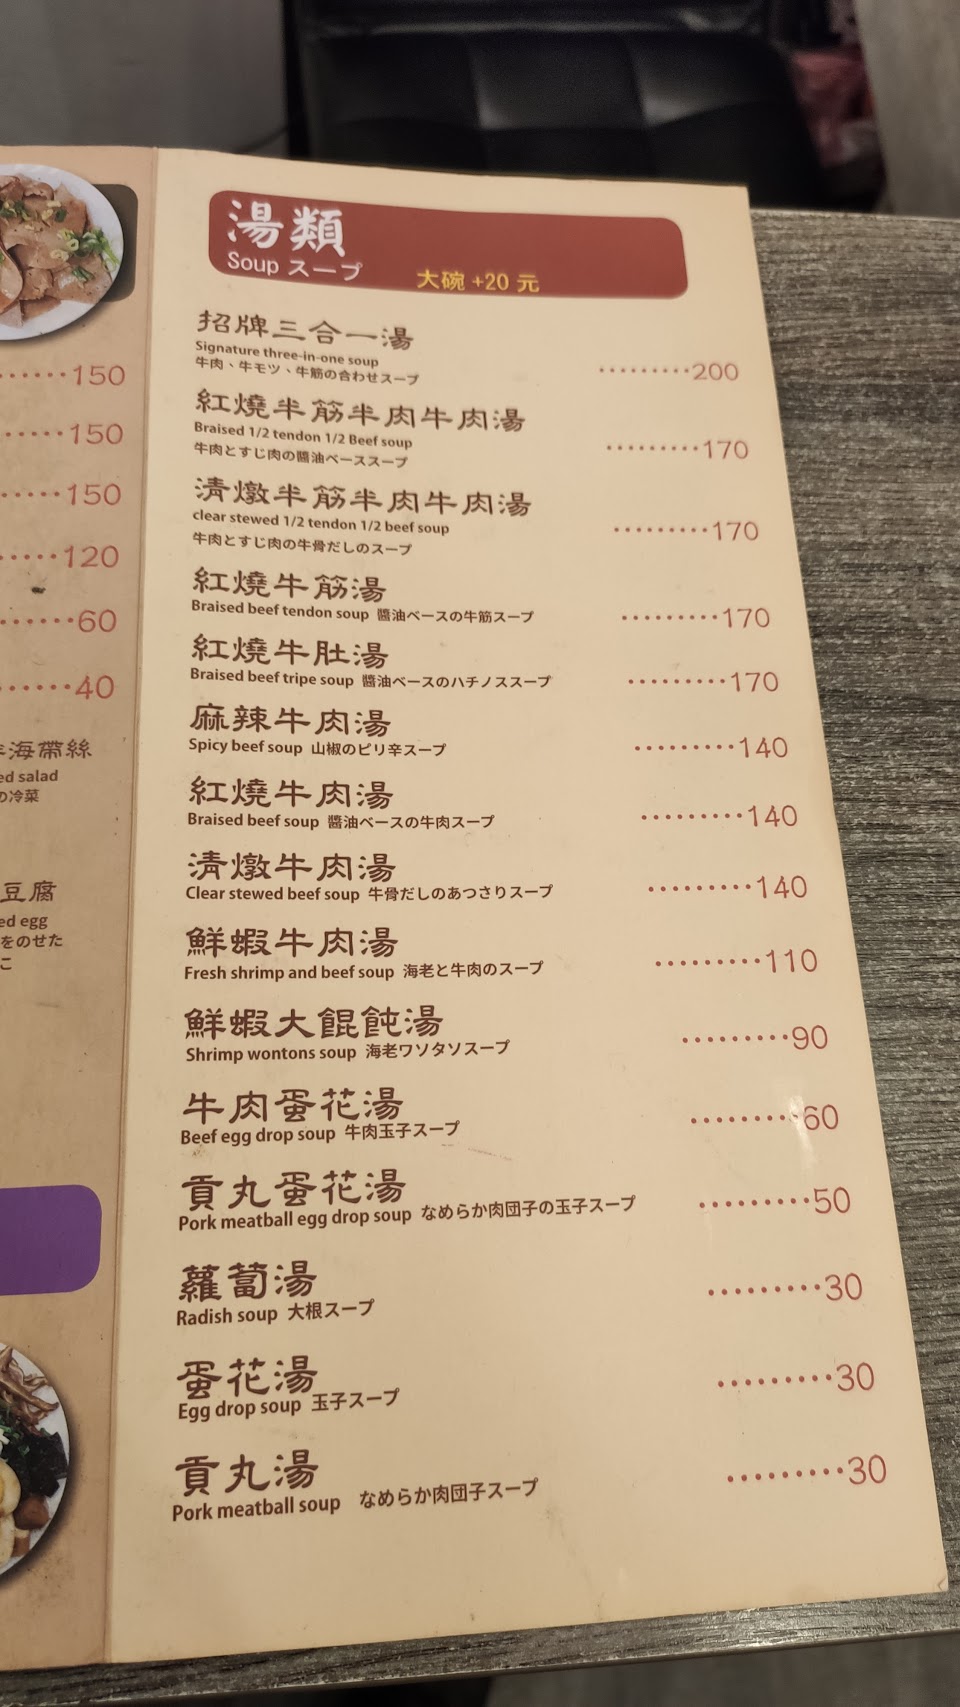 湯類
Soup スープ
大碗 +20 元
招牌三合一湯
Signature three-in-one soup
牛肉、牛モツ、牛筋の合わせスープ
·········200
紅燒半筋半肉牛肉湯
Braised 1/2 tendon 1/2 Beef soup
牛肉とすじ肉の醬油ベーススープ
·········170
清燉半筋半肉牛肉湯
clear stewed 1/2 tendon 1/2 beef soup
牛肉とすじ肉の牛骨だしのスープ
·········170
紅燒牛筋湯
Braised beef tendon soup 醬油ベースの牛筋スープ
·········170
紅燒牛肚湯
Braised beef tripe soup 醬油ベースのハチノススープ
·········170
麻辣牛肉湯
Spicy beef soup 山椒のピリ辛スープ
·········140
紅燒牛肉湯
Braised beef soup 醬油ベースの牛肉スープ
·········140
清燉牛肉湯
Clear stewed beef soup 牛骨だしのあつさりスープ
·········140
鮮蝦牛肉湯
Fresh shrimp and beef soup 海老と牛肉のスープ
·········110
鮮蝦大餛飩湯
Shrimp wontons soup 海老ワソタソスープ
·········90
牛肉蛋花湯
Beef egg drop soup 牛肉玉子スープ
·········60
貢丸蛋花湯
Pork meatball egg drop soup なめらか肉団子の玉子スープ
·········50
蘿蔔湯
Radish soup 大根スープ
·········30
蛋花湯
Egg drop soup 玉子スープ
·········30
貢丸湯
Pork meatball soup なめらか肉団子スープ
·········30
······150
·····150
·····150
·····120
······60
······40
海帶絲
ed salad
の冷菜
豆腐
ed egg
をのせた
こ